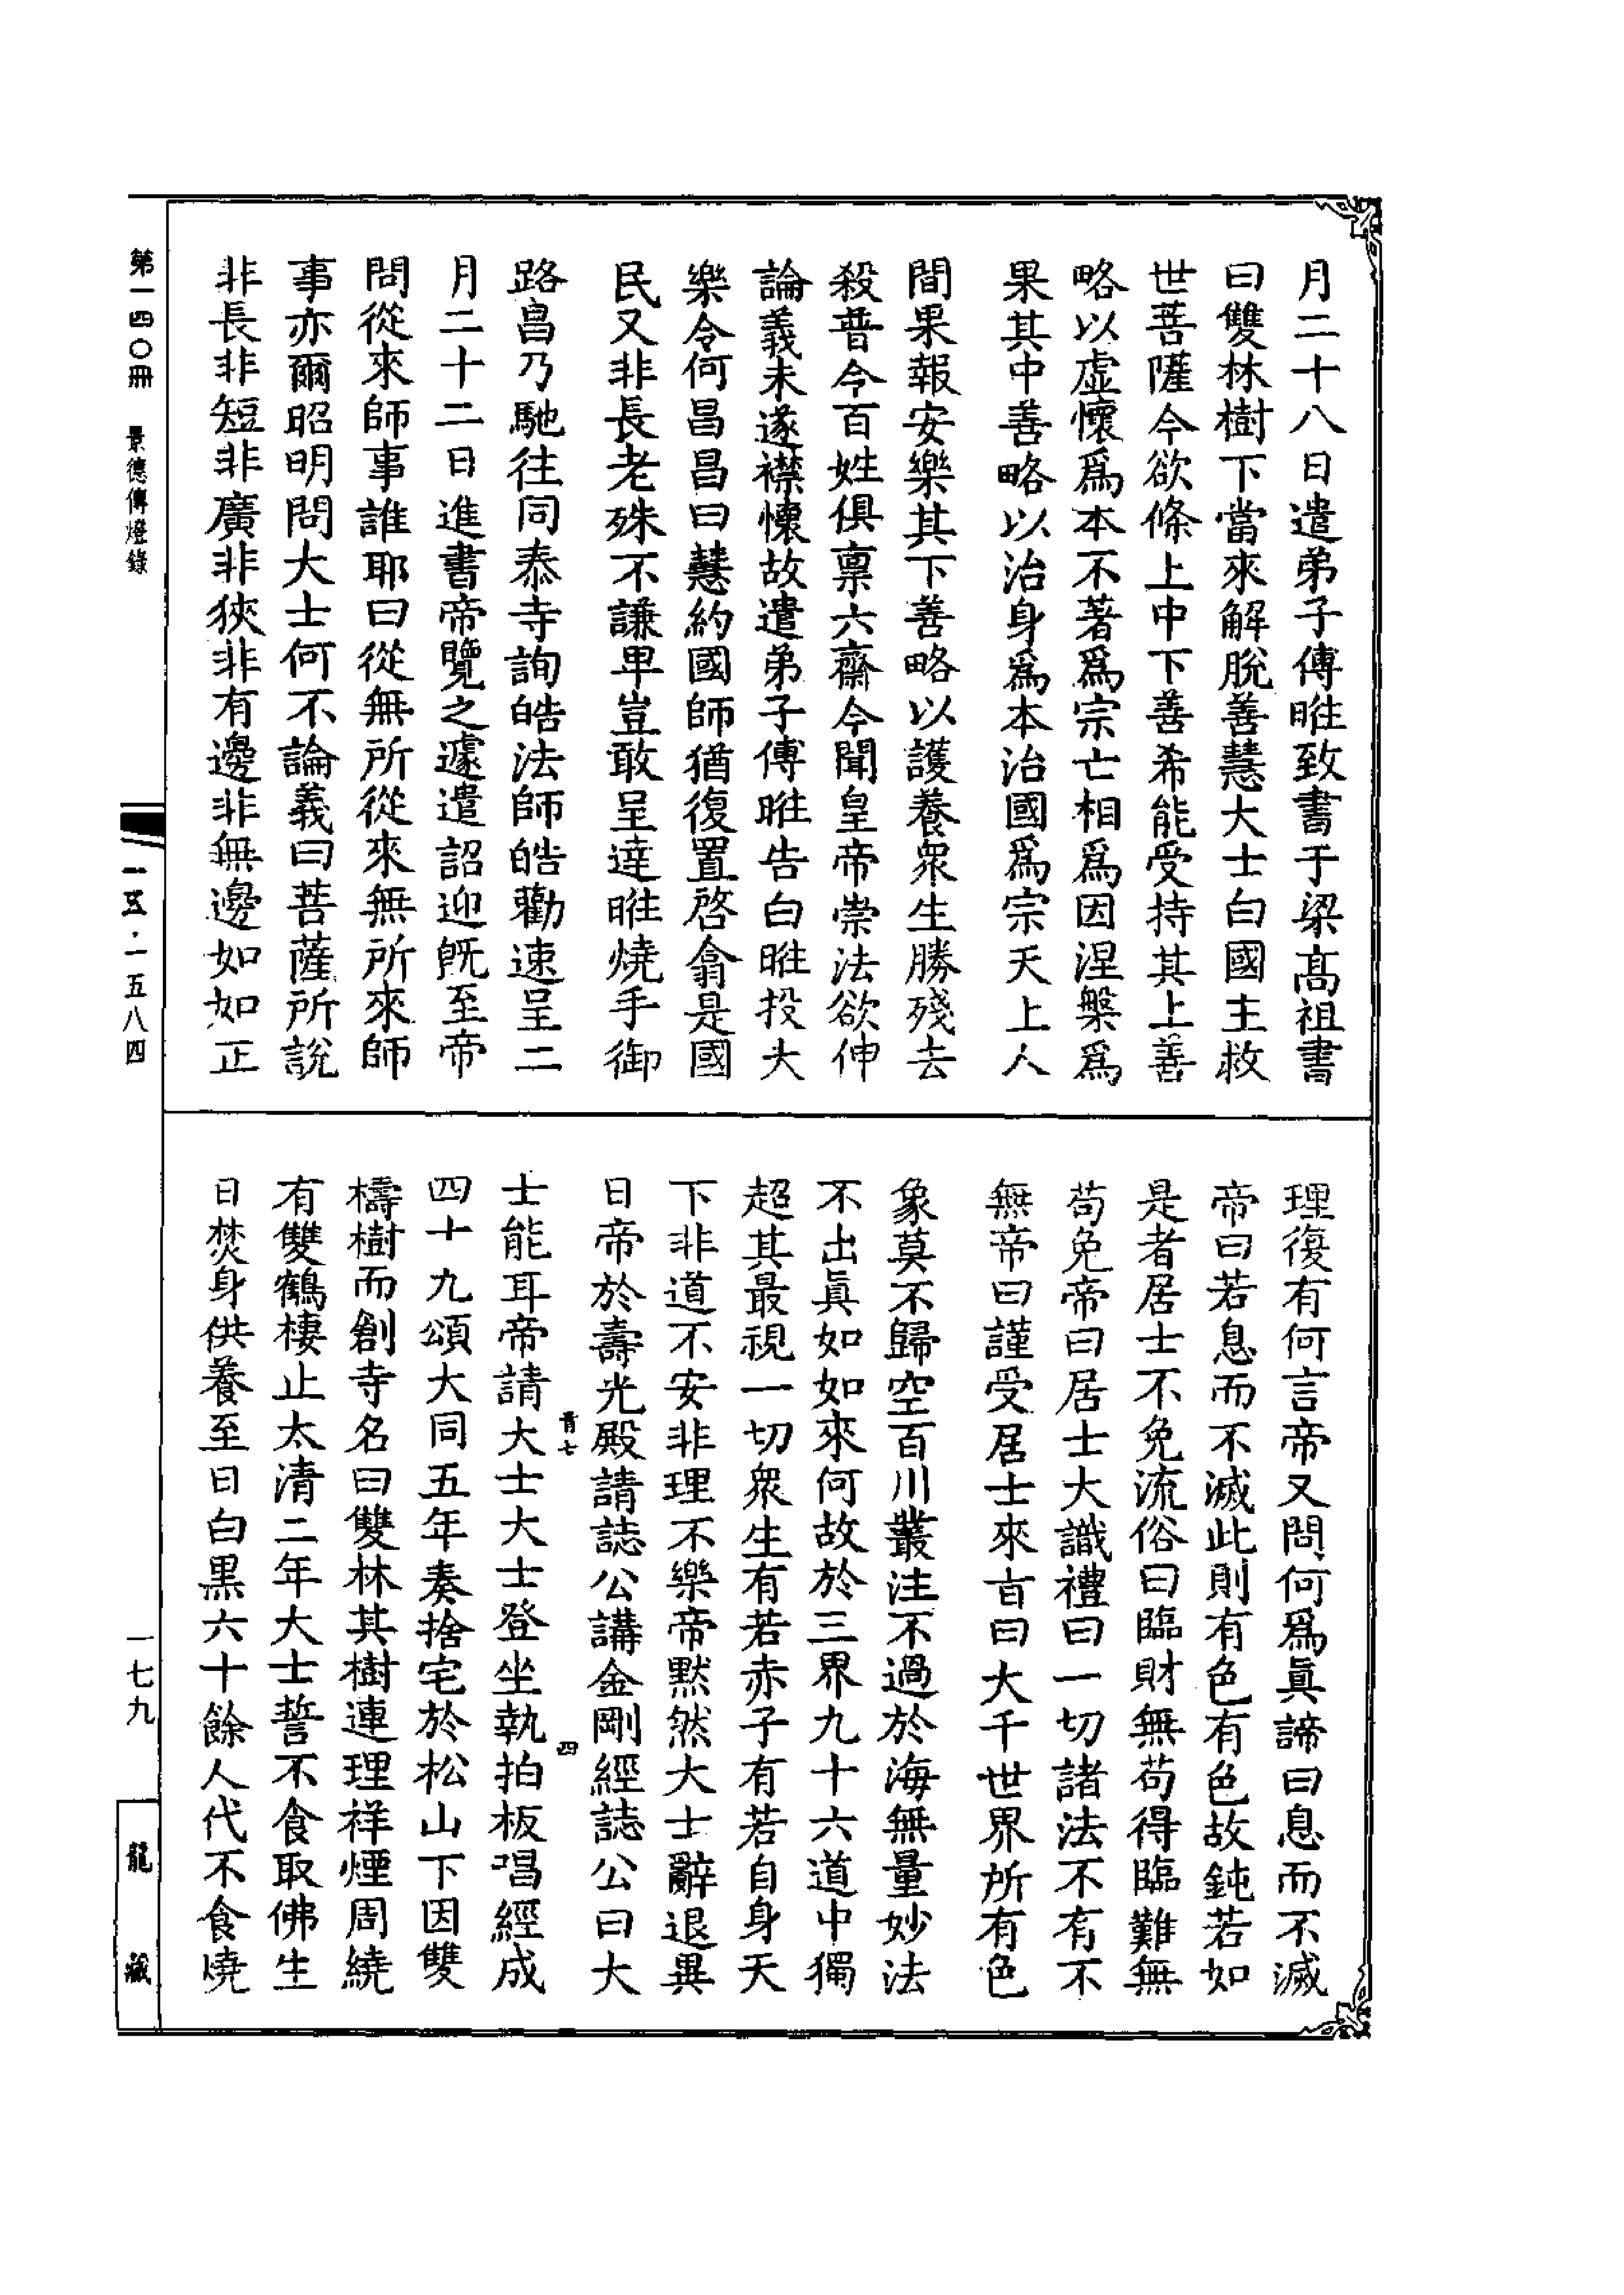 月二十八日遣弟子傅暀致書于梁髙祖書
曰雙林樹下當來解脫善慧大士白國主救
世菩薩今欲條上中下善希能受持其上善
略以虛懷爲本不著爲宗亡相爲因涅槃爲
果其中善略以治身爲本治國爲宗天上人
間果報安樂其下善略以護養衆生勝殘去
殺普令百姓俱稟六齋今聞皇帝崇法欲伸
論義未遂襟懷故遣弟子傅暀告白暀投大
樂令何昌昌曰慧約國師猶復置啓翕是國
民又非長老殊不謙卑豈敢呈達暀燒手御
路昌乃馳往同泰寺詢皓法師皓勸速呈二
月二十二日進書帝覽之遽遣詔迎旣至帝
問從來師事誰耶曰從無所從來無所來師
事亦爾昭明問大士何不論義曰菩薩所說
非長非短非廣非狹非有邊非無邊如如正
理復有何言帝又問何爲眞諦曰息而不滅
帝曰若息而不滅此則有色有色故鈍若如
是者居士不免流俗曰臨財無苟得臨難無
苟免帝曰居士大識禮曰一切諸法不有不
無帝曰謹受居士來旨曰大千世界所有色
象莫不歸空百川叢注不過於海無量妙法
不出眞如如來何故於三界九十六道中獨
超其最視一切衆生有若赤子有若自身天
下非道不安非理不樂帝默然大士辭退異
日帝於壽光殿請誌公講金剛經誌公曰大
士能耳帝請大士大士登坐執拍板唱經成
四十九頌大同五年奏捨宅於松山下因雙
檮樹而創寺名曰雙林其樹連理祥煙周繞
有雙鶴棲止太清二年大士誓不食取佛生
日焚身供養至日白黑六十餘人代不食燒
青七
四
第一四〇冊　景德傳燈錄
一五·一五八四
一七九
龍藏